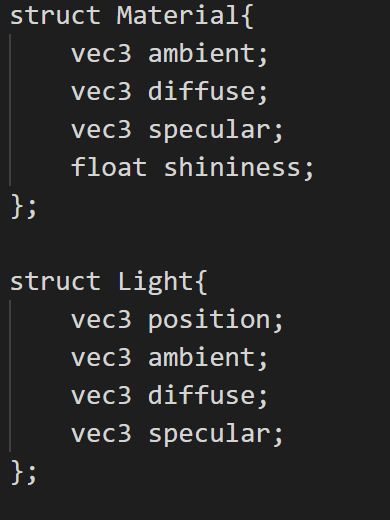 struct Material{
    vec3 ambient;
    vec3 diffuse;
    vec3 specular;
    float shininess;
};

struct Light{
    vec3 position;
    vec3 ambient;
    vec3 diffuse;
    vec3 specular;
};